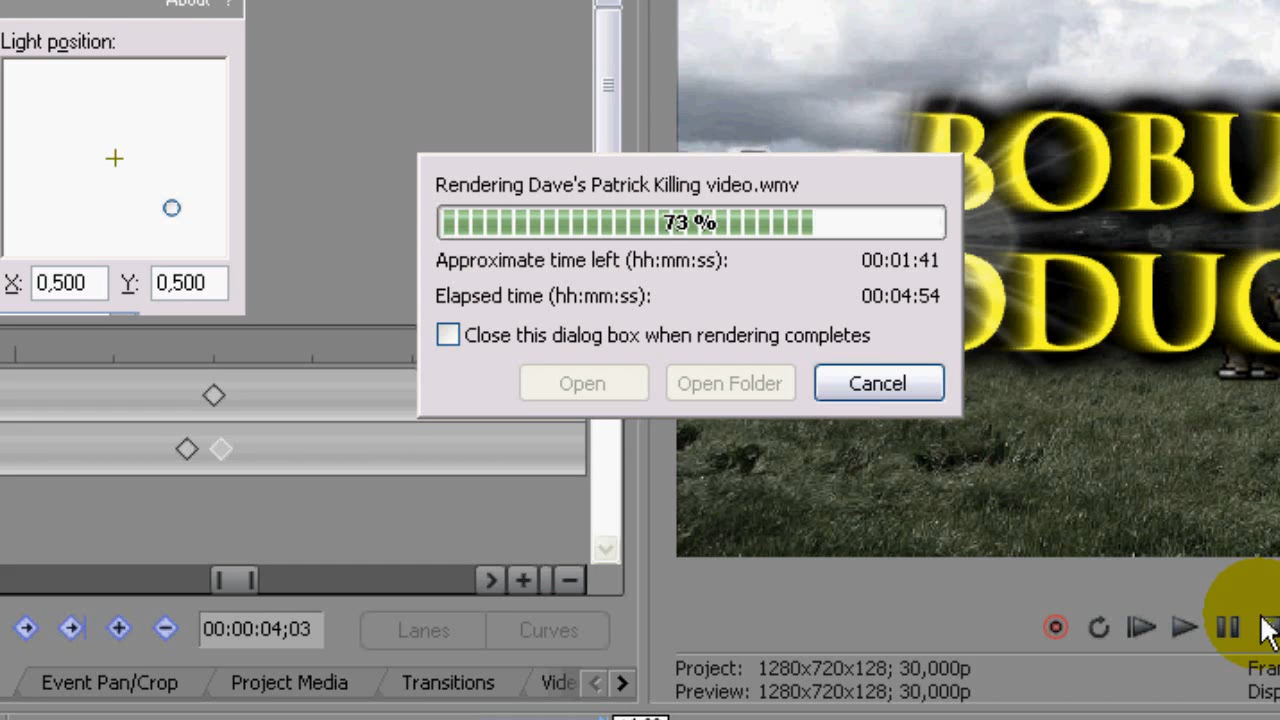 About ?
Light position:
X: 0,500 Y: 0,500
BOBU
ODUC
Rendering Dave's Patrick Killing video.wmv
73 %
Approximate time left (hh:mm:ss): 00:01:41
Elapsed time (hh:mm:ss): 00:04:54
Close this dialog box when rendering completes
Open Open Folder Cancel
00:00:04;03 Lanes Curves
Event Pan/Crop Project Media Transitions Vide
Project: 1280x720x128; 30,000p Fra
Preview: 1280x720x128; 30,000p Disp